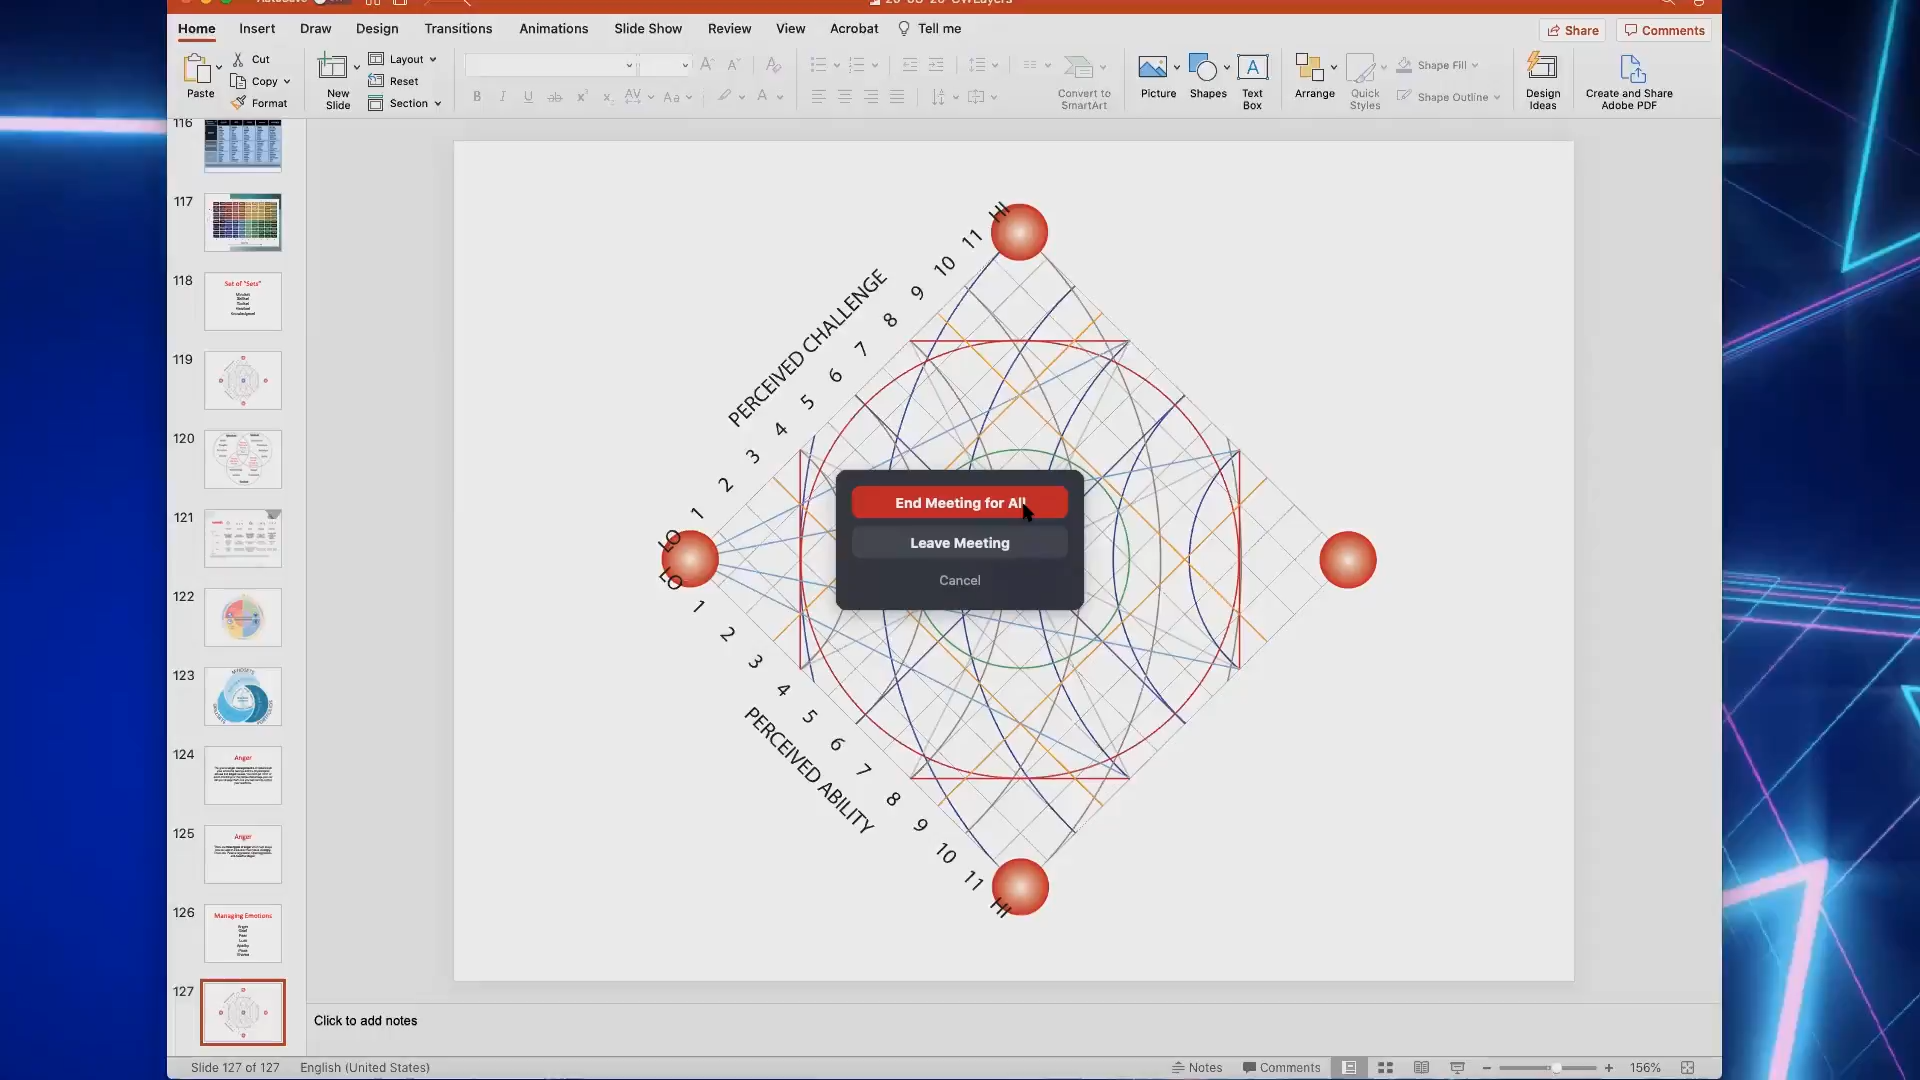 Home Insert Draw Design Transitions Animations Slide Show Review View Acrobat Tell me
Share Comments
Paste Cut Copy Format
New Slide Layout Reset Section
Convert to SmartArt
Picture Shapes Text Box
Arrange Quick Styles Shape Fill Shape Outline
Design Ideas
Create and Share Adobe PDF
116
117
118
Set of "Sets"
119
120
121
122
123
124
Anger
125
Anger
126
Managing Emotions
127
HI
11
10
9
8
7
6
5
4
3
2
1
LO
PERCEIVED CHALLENGE
LO
1
2
3
4
5
6
7
8
9
10
11
HI
PERCEIVED ABILITY
End Meeting for All
Leave Meeting
Cancel
Click to add notes
Slide 127 of 127 English (United States) Notes Comments 156%